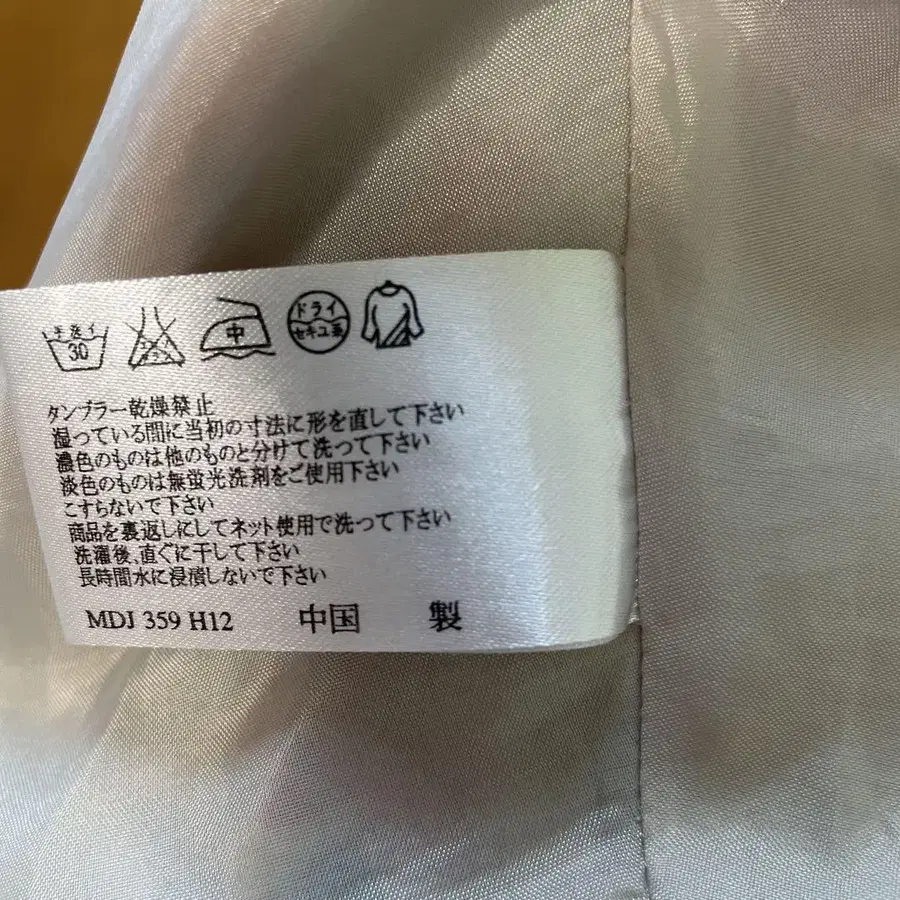 手洗イ 30 中 ドライ セキユ系
タンブラー乾燥禁止
湿っている間に当初の寸法に形を直して下さい
濃色のものは他のものと分けて洗って下さい
淡色のものは無蛍光洗剤をご使用下さい
こすらないで下さい
商品を裏返しにしてネット使用で洗って下さい
洗濯後、直ぐに干して下さい
長時間水に浸漬しないで下さい
MDJ 359 H12 中国 製